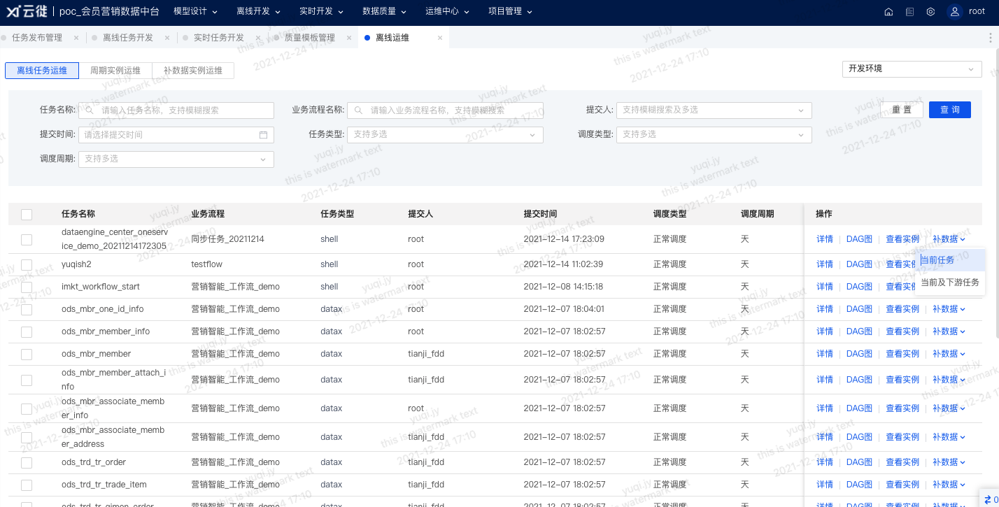 云徙 | poc_会员营销数据中台 模型设计 离线开发 实时开发 数据质量 运维中心 项目管理 root
任务发布管理 × 离线任务开发 × 实时任务开发 × 质量模板管理 × 离线运维 ×
离线任务运维 周期实例运维 补数据实例运维 开发环境
任务名称: 请输入任务名称，支持模糊搜索 业务流程名称: 请输入业务流程名称，支持模糊搜索 提交人: 支持模糊搜索及多选 重置 查询
提交时间: 请选择提交时间 任务类型: 支持多选 调度类型: 支持多选
调度周期: 支持多选
任务名称 业务流程 任务类型 提交人 提交时间 调度类型 调度周期 操作
dataengine_center_oneserv
ice_demo_20211214172305 同步任务_20211214 shell root 2021-12-14 17:23:09 正常调度 天 详情 DAG图 查看实例 补数据
yuqish2 testflow shell root 2021-12-14 11:02:39 正常调度 天 详情 DAG图 查看实例 当前任务
imkt_workflow_start 营销智能_工作流_demo shell root 2021-12-08 14:15:18 正常调度 天 详情 DAG图 查看实例 当前及下游任务
ods_mbr_one_id_info 营销智能_工作流_demo datax root 2021-12-07 18:04:01 正常调度 天 详情 DAG图 查看实例 补数据
ods_mbr_member_info 营销智能_工作流_demo datax root 2021-12-07 18:02:57 正常调度 天 详情 DAG图 查看实例 补数据
ods_mbr_member 营销智能_工作流_demo datax tianji_fdd 2021-12-07 18:02:57 正常调度 天 详情 DAG图 查看实例 补数据
ods_mbr_member_attach_i
nfo 营销智能_工作流_demo datax tianji_fdd 2021-12-07 18:02:57 正常调度 天 详情 DAG图 查看实例 补数据
ods_mbr_associate_memb
er_info 营销智能_工作流_demo datax root 2021-12-07 18:02:57 正常调度 天 详情 DAG图 查看实例 补数据
ods_mbr_associate_memb
er_address 营销智能_工作流_demo datax tianji_fdd 2021-12-07 18:02:57 正常调度 天 详情 DAG图 查看实例 补数据
ods_trd_tr_order 营销智能_工作流_demo datax tianji_fdd 2021-12-07 18:02:57 正常调度 天 详情 DAG图 查看实例 补数据
ods_trd_tr_trade_item 营销智能_工作流_demo datax tianji_fdd 2021-12-07 18:02:57 正常调度 天 详情 DAG图 查看实例 补数据
yuqi.jy
this is watermark text
2021-12-24 17:10